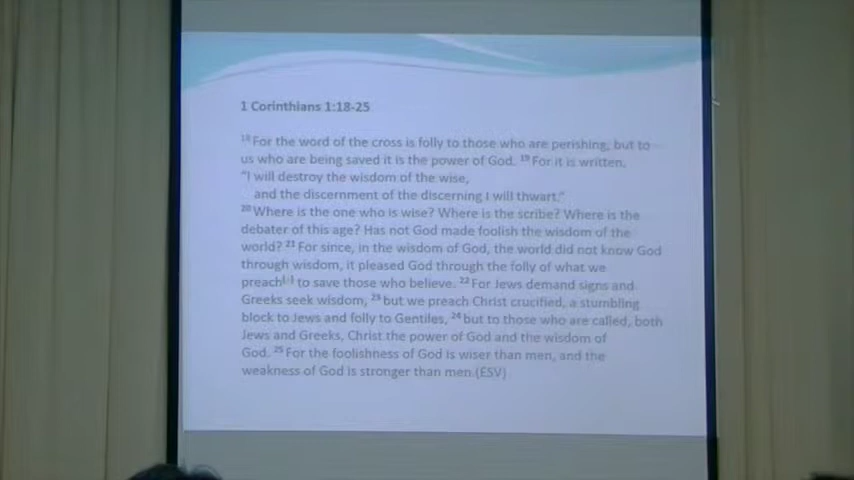 1 Corinthians 1:18-25
18 For the word of the cross is folly to those who are perishing, but to
us who are being saved it is the power of God. 19 For it is written,
"I will destroy the wisdom of the wise,
and the discernment of the discerning I will thwart."
20 Where is the one who is wise? Where is the scribe? Where is the
debater of this age? Has not God made foolish the wisdom of the
world? 21 For since, in the wisdom of God, the world did not know God
through wisdom, it pleased God through the folly of what we
preach to save those who believe. 22 For Jews demand signs and
Greeks seek wisdom, 23 but we preach Christ crucified, a stumbling
block to Jews and folly to Gentiles, 24 but to those who are called, both
Jews and Greeks, Christ the power of God and the wisdom of
God. 25 For the foolishness of God is wiser than men, and the
weakness of God is stronger than men.(ESV)